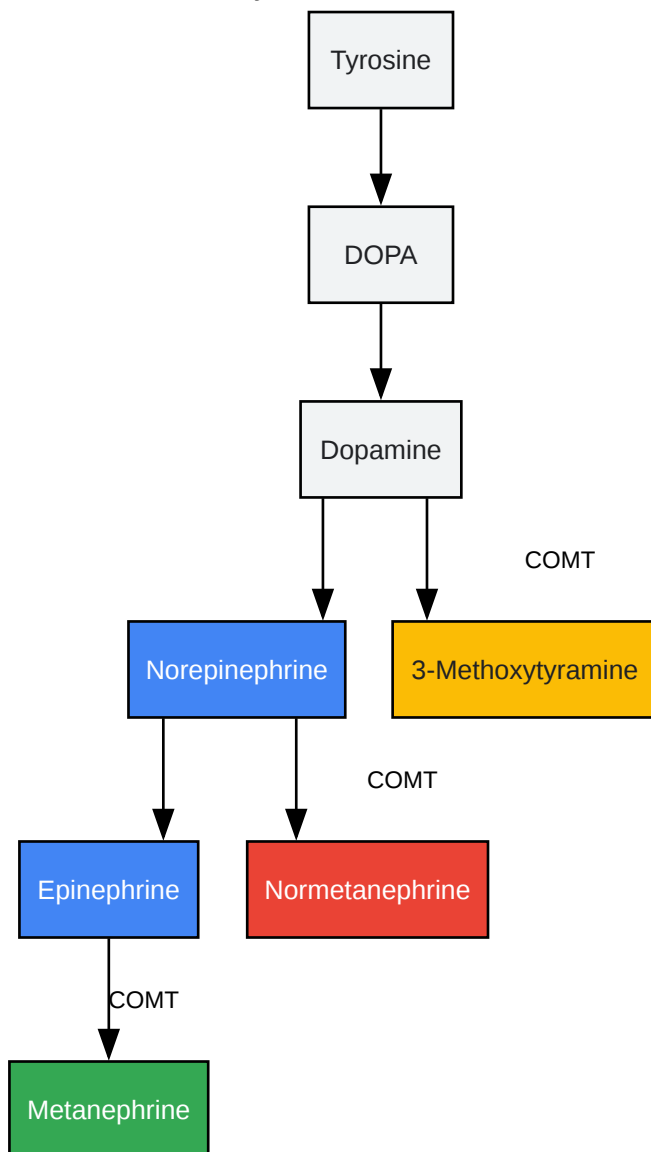 Tyrosine
DOPA
Dopamine
COMT
Norepinephrine
3-Methoxytyramine
COMT
Epinephrine
Normetanephrine
COMT
Metanephrine